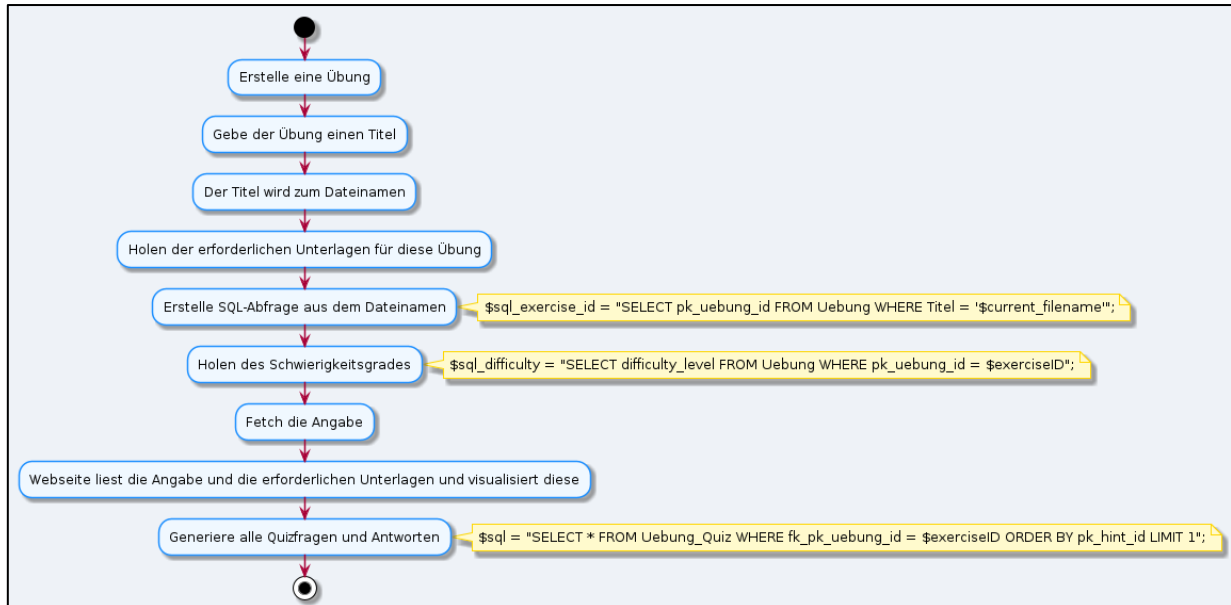 Erstelle eine Übung
Gebe der Übung einen Titel
Der Titel wird zum Dateinamen
Holen der erforderlichen Unterlagen für diese Übung
Erstelle SQL-Abfrage aus dem Dateinamen
$sql_exercise_id = "SELECT pk_uebung_id FROM Uebung WHERE Titel = '$current_filename'";
Holen des Schwierigkeitsgrades
$sql_difficulty = "SELECT difficulty_level FROM Uebung WHERE pk_uebung_id = $exerciseID";
Fetch die Angabe
Webseite liest die Angabe und die erforderlichen Unterlagen und visualisiert diese
Generiere alle Quizfragen und Antworten
$sql = "SELECT * FROM Uebung_Quiz WHERE fk_pk_uebung_id = $exerciseID ORDER BY pk_hint_id LIMIT 1";